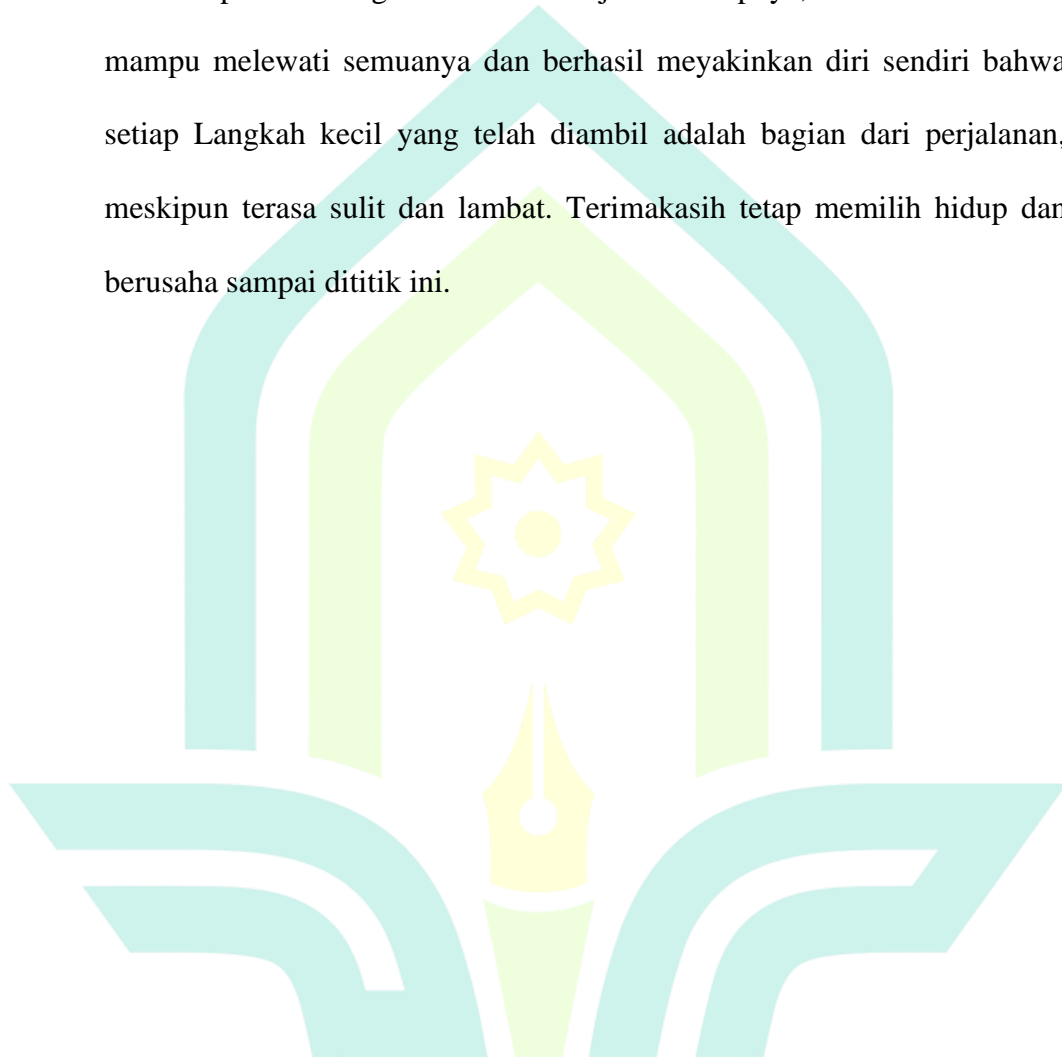 mampu melewati semuanya dan berhasil meyakinkan diri sendiri bahwa
setiap Langkah kecil yang telah diambil adalah bagian dari perjalanan,
meskipun terasa sulit dan lambat. Terimakasih tetap memilih hidup dan
berusaha sampai dititik ini.